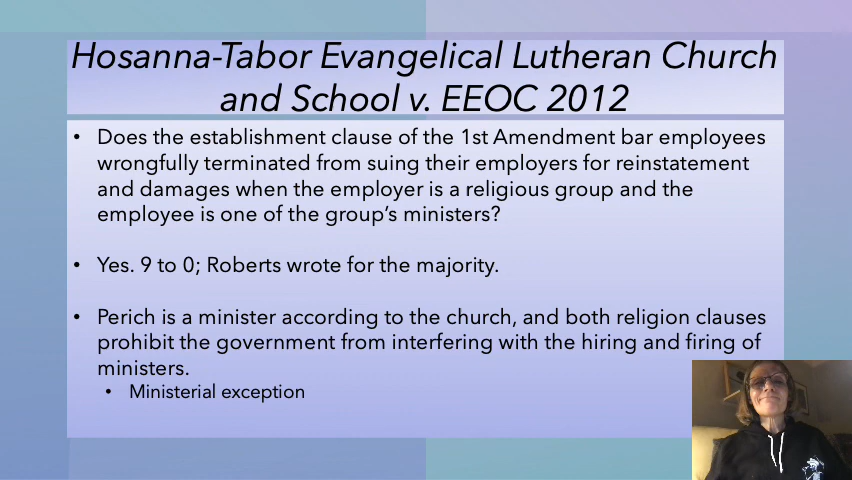 Hosanna-Tabor Evangelical Lutheran Church
and School v. EEOC 2012
• Does the establishment clause of the 1st Amendment bar employees
wrongfully terminated from suing their employers for reinstatement
and damages when the employer is a religious group and the
employee is one of the group's ministers?
• Yes. 9 to 0; Roberts wrote for the majority.
• Perich is a minister according to the church, and both religion clauses
prohibit the government from interfering with the hiring and firing of
ministers.
• Ministerial exception